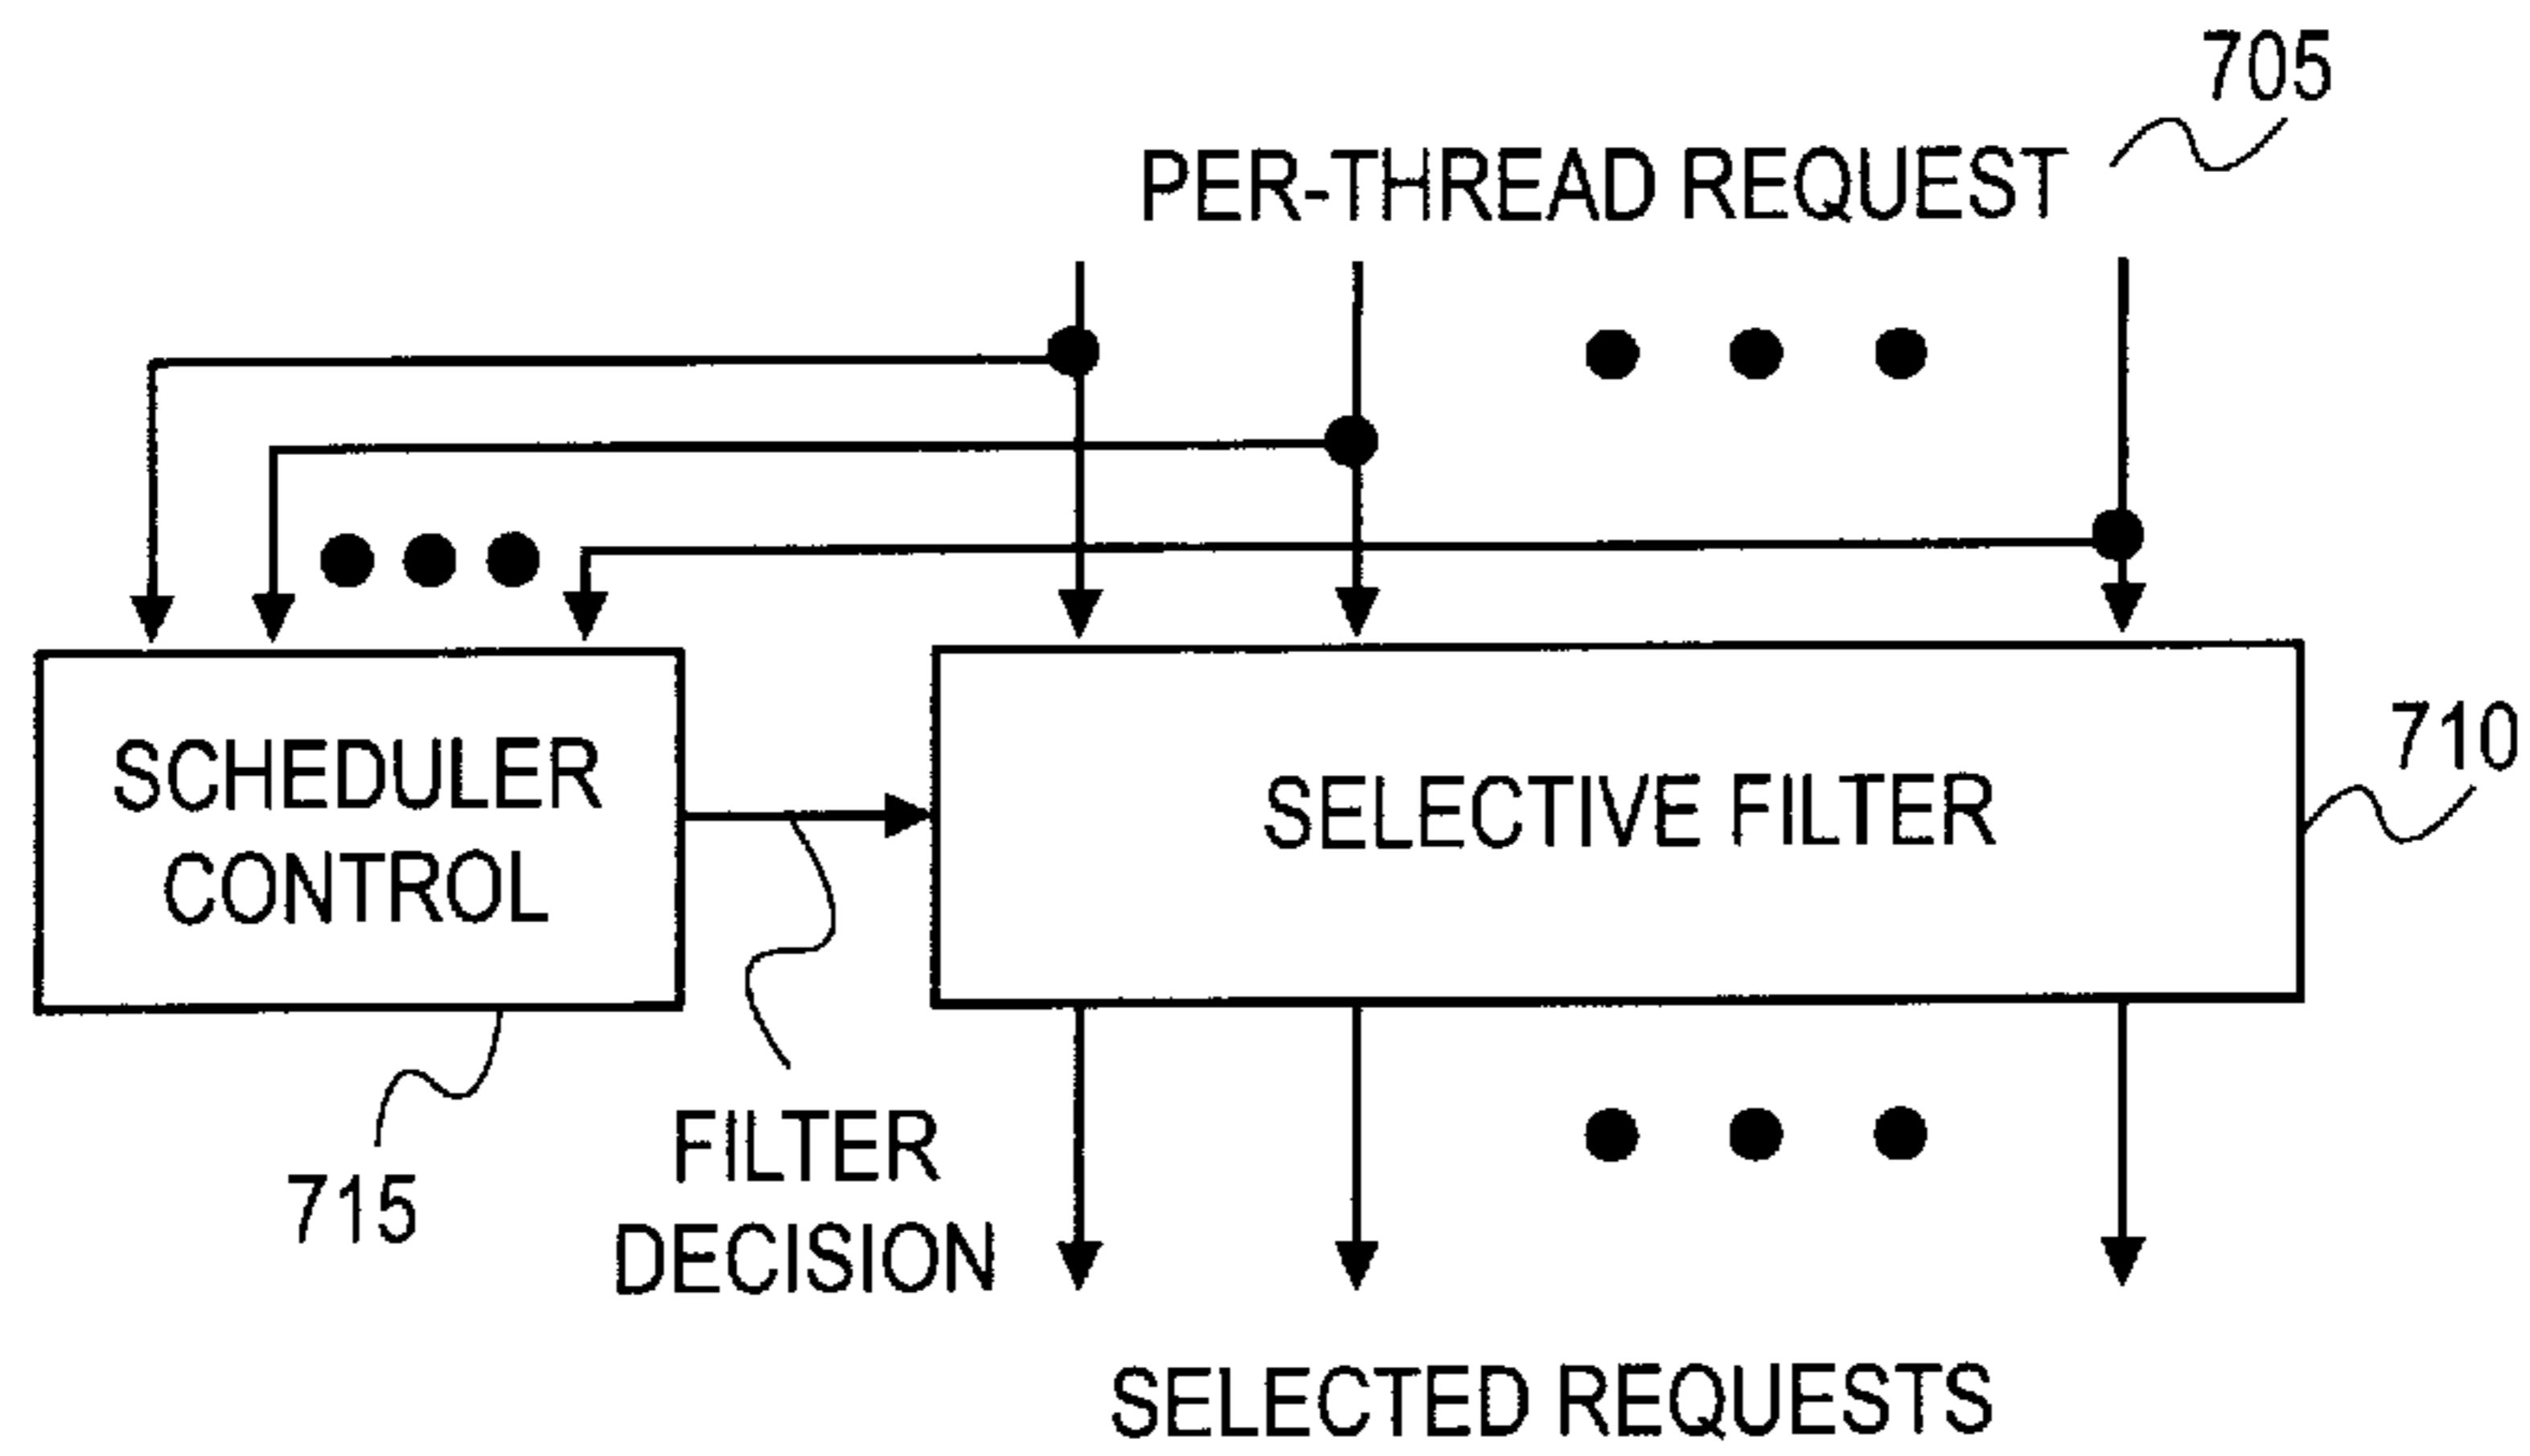 705
PER-THREAD REQUEST
SCHEDULER
CONTROL
SELECTIVE FILTER
710
715
FILTER
DECISION
SELECTED REQUESTS